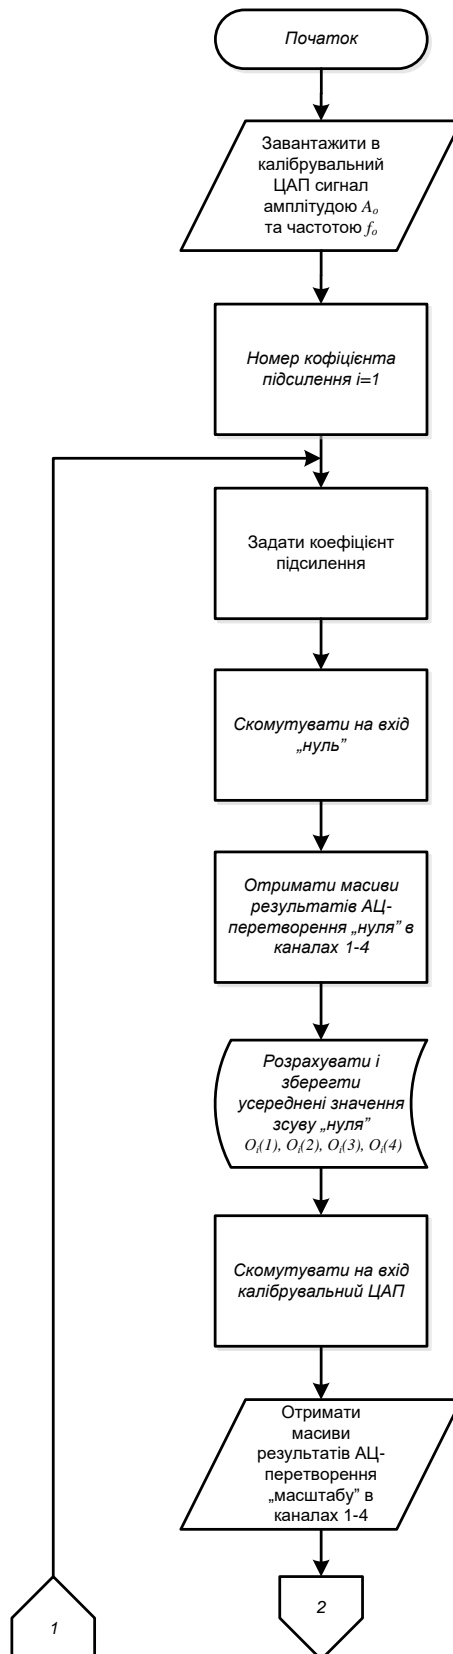 Початок
Завантажити в
калібрувальний
ЦАП сигнал
амплітудою Aₒ
та частотою fₒ
Номер кофіцієнта
підсилення i=1
Задати коефіцієнт
підсилення
Скомутувати на вхід
„нуль”
Отримати масиви
результатів АЦ-
перетворення „нуля” в
каналах 1-4
Розрахувати і
зберегти
усереднені значення
зсуву „нуля”
Oᵢ(1), Oᵢ(2), Oᵢ(3), Oᵢ(4)
Скомутувати на вхід
калібрувальний ЦАП
Отримати
масиви
результатів АЦ-
перетворення
„масштабу” в
каналах 1-4
2
1